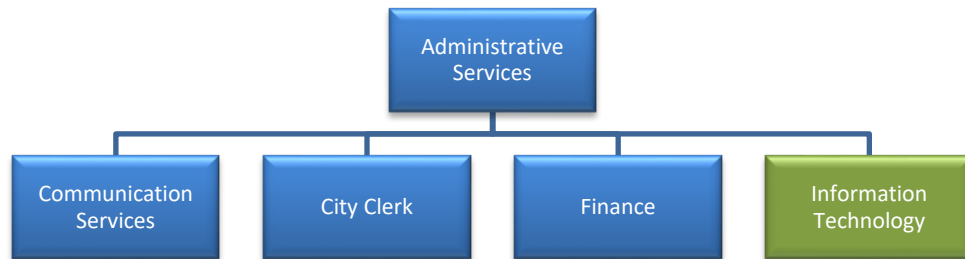 Administrative
Services
Communication
Services
City Clerk
Finance
Information
Technology